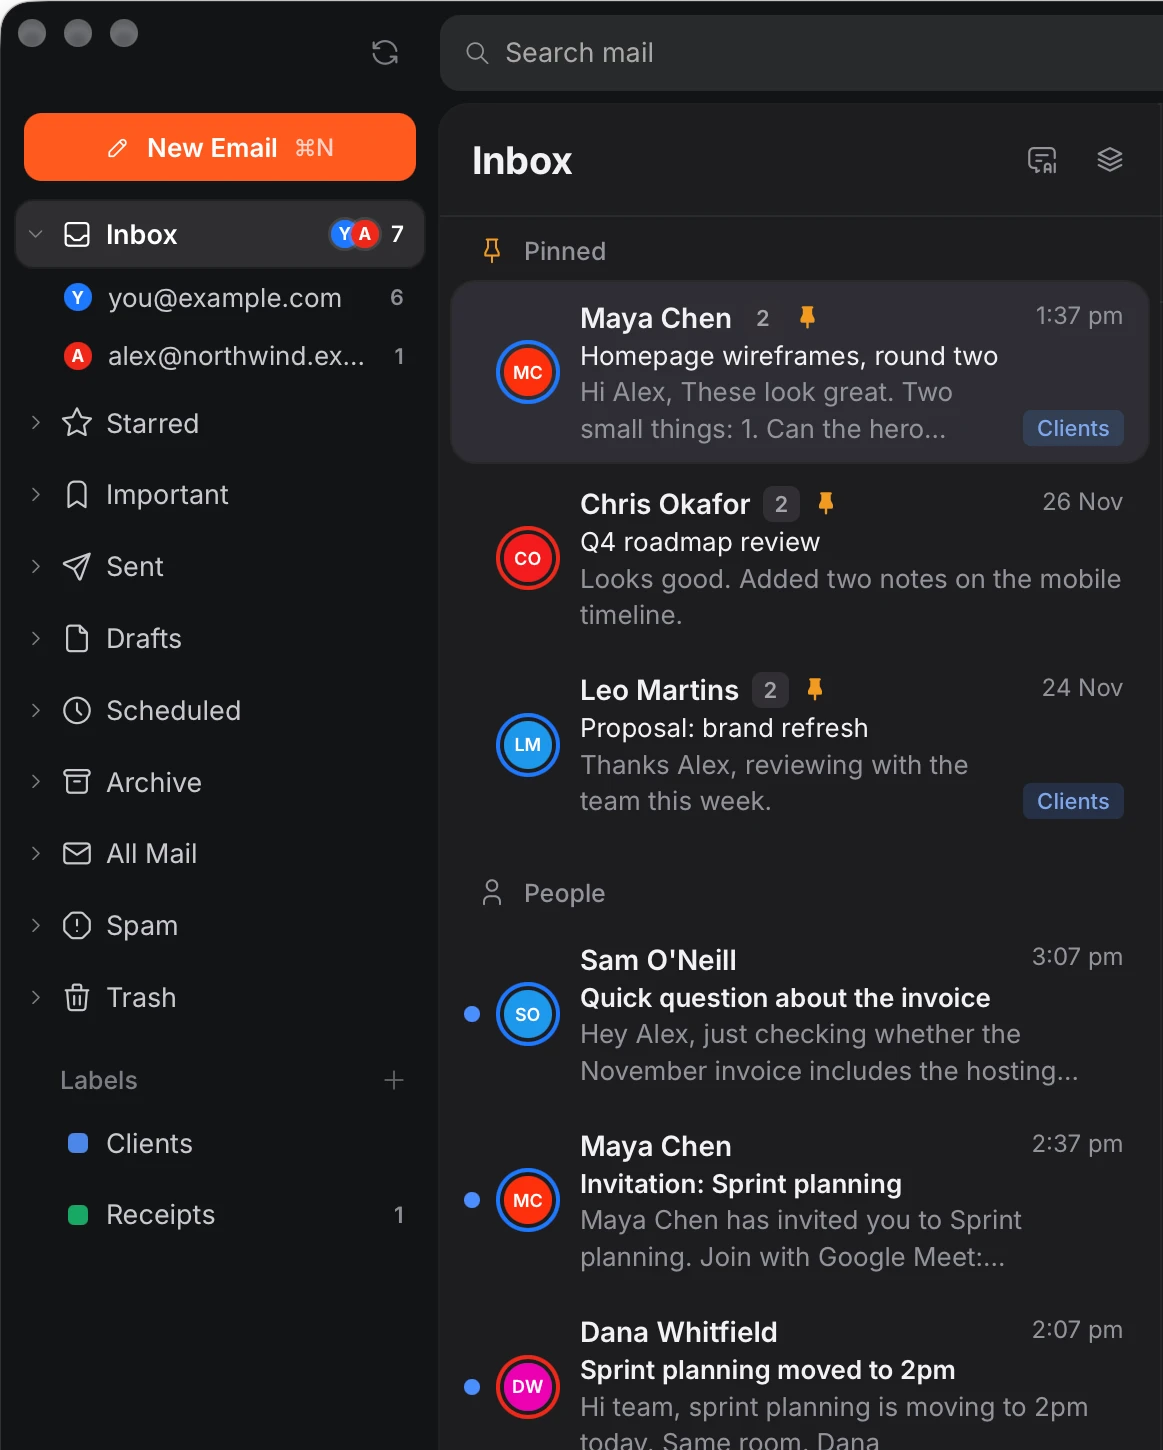 Search mail
New Email ⌘N
Inbox Y A 7
Y you@example.com 6
A alex@northwind.ex... 1
Starred
Important
Sent
Drafts
Scheduled
Archive
All Mail
Spam
Trash
Labels
Clients
Receipts 1
Inbox
AI
Pinned
Maya Chen 2 1:37 pm
MC
Homepage wireframes, round two
Hi Alex, These look great. Two
small things: 1. Can the hero...
Clients
Chris Okafor 2 26 Nov
CO
Q4 roadmap review
Looks good. Added two notes on the mobile
timeline.
Leo Martins 2 24 Nov
LM
Proposal: brand refresh
Thanks Alex, reviewing with the
team this week.
Clients
People
Sam O'Neill 3:07 pm
SO
Quick question about the invoice
Hey Alex, just checking whether the
November invoice includes the hosting...
Maya Chen 2:37 pm
MC
Invitation: Sprint planning
Maya Chen has invited you to Sprint
planning. Join with Google Meet:...
Dana Whitfield 2:07 pm
DW
Sprint planning moved to 2pm
Hi team, sprint planning is moving to 2pm
today. Same room. Dana